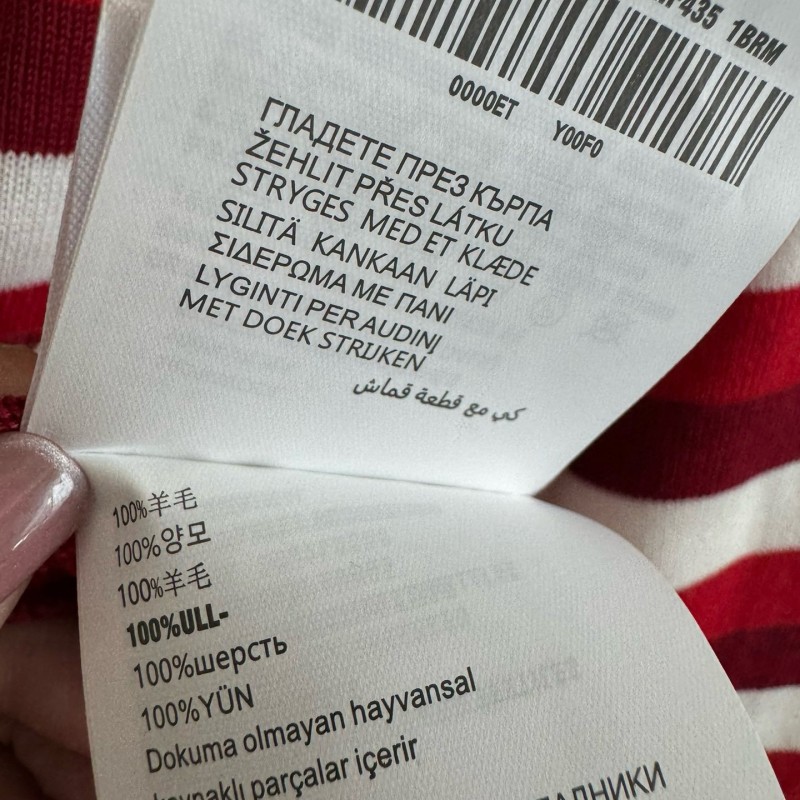 1BRM
0000ET Y00F0
ГЛАДЕТЕ ПРЕЗ КЪРПА
ŽEHLIT PŘES LÁTKU
STRYGES MED ET KLÆDE
SILITÄ KANKAAN LÄPI
ΣΙΔΕΡΩΜΑ ΜΕ ΠΑΝΙ
LYGINTI PER AUDINĮ
MET DOEK STRIJKEN
كي مع قطعة قماش
100%羊毛
100%양모
100%羊毛
100%ULL-
100%шерсть
100%YÜN
Dokuma olmayan hayvansal
kaynaklı parçalar içerir